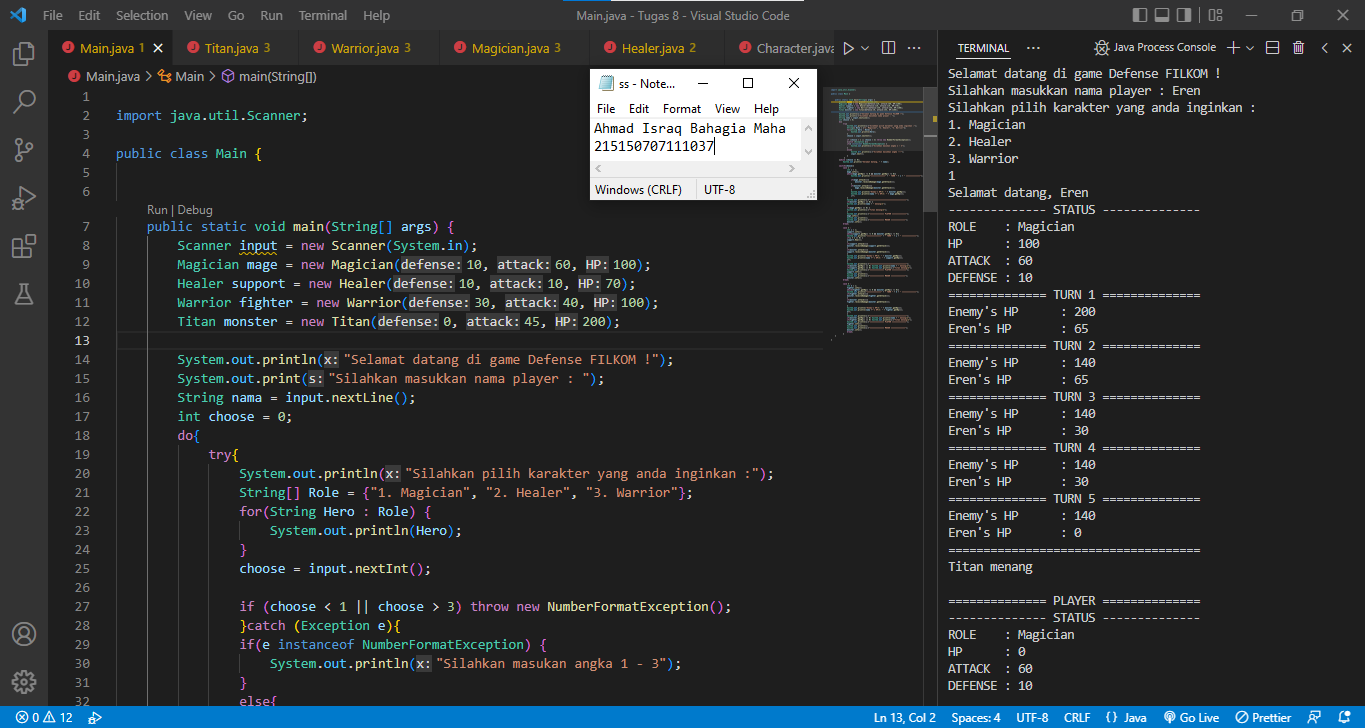 File Edit Selection View Go Run Terminal Help
Main.java - Tugas 8 - Visual Studio Code
Main.java 1
Titan.java 3
Warrior.java 3
Magician.java 3
Healer.java 2
Character.java
Main.java > Main > main(String[])
1
2 import java.util.Scanner;
3
4 public class Main {
5
6
Run | Debug
7 public static void main(String[] args) {
8 Scanner input = new Scanner(System.in);
9 Magician mage = new Magician(defense: 10, attack: 60, HP: 100);
10 Healer support = new Healer(defense: 10, attack: 10, HP: 70);
11 Warrior fighter = new Warrior(defense: 30, attack: 40, HP: 100);
12 Titan monster = new Titan(defense: 0, attack: 45, HP: 200);
13
14 System.out.println(x: "Selamat datang di game Defense FILKOM !");
15 System.out.print(s: "Silahkan masukkan nama player : ");
16 String nama = input.nextLine();
17 int choose = 0;
18 do{
19 try{
20 System.out.println(x: "Silahkan pilih karakter yang anda inginkan :");
21 String[] Role = {"1. Magician", "2. Healer", "3. Warrior"};
22 for(String Hero : Role) {
23 System.out.println(Hero);
24 }
25 choose = input.nextInt();
26
27 if (choose < 1 || choose > 3) throw new NumberFormatException();
28 }catch (Exception e){
29 if(e instanceof NumberFormatException) {
30 System.out.println(x: "Silahkan masukan angka 1 - 3");
31 }
32 else{
ss - Note...
File Edit Format View Help
Ahmad Israq Bahagia Maha
215150707111037
Windows (CRLF) UTF-8
TERMINAL
Java Process Console
Selamat datang di game Defense FILKOM !
Silahkan masukkan nama player : Eren
Silahkan pilih karakter yang anda inginkan :
1. Magician
2. Healer
3. Warrior
1
Selamat datang, Eren
-------------- STATUS --------------
ROLE : Magician
HP : 100
ATTACK : 60
DEFENSE : 10
============== TURN 1 ==============
Enemy's HP : 200
Eren's HP : 65
============== TURN 2 ==============
Enemy's HP : 140
Eren's HP : 65
============== TURN 3 ==============
Enemy's HP : 140
Eren's HP : 30
============== TURN 4 ==============
Enemy's HP : 140
Eren's HP : 30
============== TURN 5 ==============
Enemy's HP : 140
Eren's HP : 0
====================================
Titan menang
============== PLAYER ==============
-------------- STATUS --------------
ROLE : Magician
HP : 0
ATTACK : 60
DEFENSE : 10
0 12
Ln 13, Col 2 Spaces: 4 UTF-8 CRLF {} Java Go Live Prettier